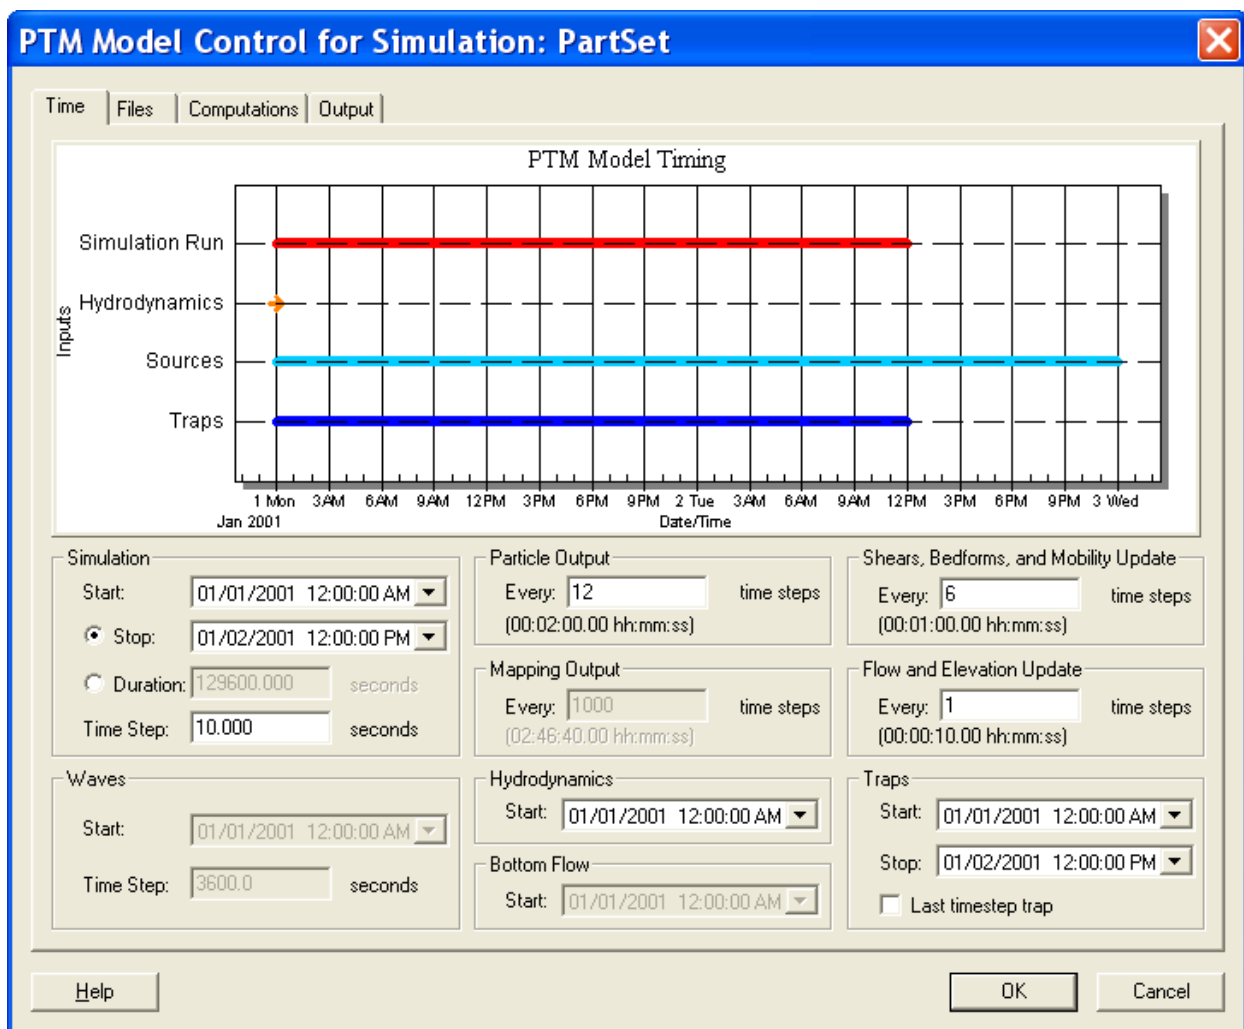 PTM Model Control for Simulation: PartSet
Time Files Computations Output
PTM Model Timing
Inputs
Simulation Run
Hydrodynamics
Sources
Traps
1 Mon 3AM 6AM 9AM 12PM 3PM 6PM 9PM 2 Tue 3AM 6AM 9AM 12PM 3PM 6PM 9PM 3 Wed
Jan 2001 Date/Time
Simulation
Start: 01/01/2001 12:00:00 AM
Stop: 01/02/2001 12:00:00 PM
Duration: 129600.000 seconds
Time Step: 10.000 seconds
Particle Output
Every: 12 time steps
(00:02:00.00 hh:mm:ss)
Shears, Bedforms, and Mobility Update
Every: 6 time steps
(00:01:00.00 hh:mm:ss)
Mapping Output
Every: 1000 time steps
(02:46:40.00 hh:mm:ss)
Flow and Elevation Update
Every: 1 time steps
(00:00:10.00 hh:mm:ss)
Waves
Start: 01/01/2001 12:00:00 AM
Time Step: 3600.0 seconds
Hydrodynamics
Start: 01/01/2001 12:00:00 AM
Bottom Flow
Start: 01/01/2001 12:00:00 AM
Traps
Start: 01/01/2001 12:00:00 AM
Stop: 01/02/2001 12:00:00 PM
Last timestep trap
Help OK Cancel